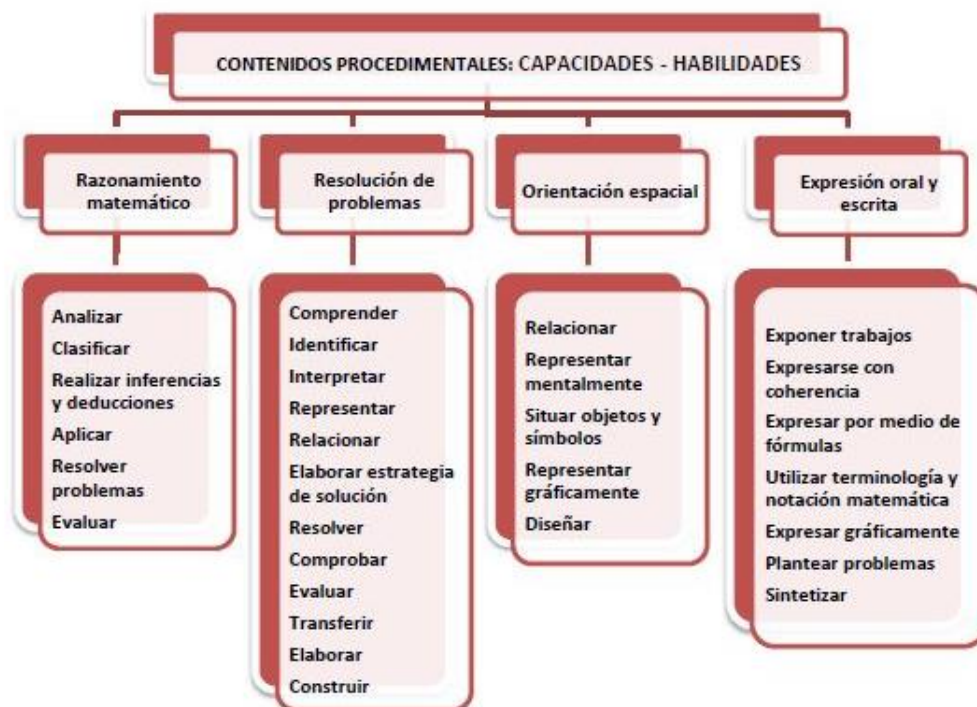 CONTENIDOS PROCEDIMENTALES: CAPACIDADES - HABILIDADES
Razonamiento
matemático
Resolución de
problemas
Orientación espacial
Expresión oral y
escrita
Analizar
Clasificar
Realizar inferencias
y deducciones
Aplicar
Resolver
problemas
Evaluar
Comprender
Identificar
Interpretar
Representar
Relacionar
Elaborar estrategia
de solución
Resolver
Comprobar
Evaluar
Transferir
Elaborar
Construir
Relacionar
Representar
mentalmente
Situar objetos y
símbolos
Representar
gráficamente
Diseñar
Exponer trabajos
Expresarse con
coherencia
Expresar por medio de
fórmulas
Utilizar terminología y
notación matemática
Expresar gráficamente
Plantear problemas
Sintetizar